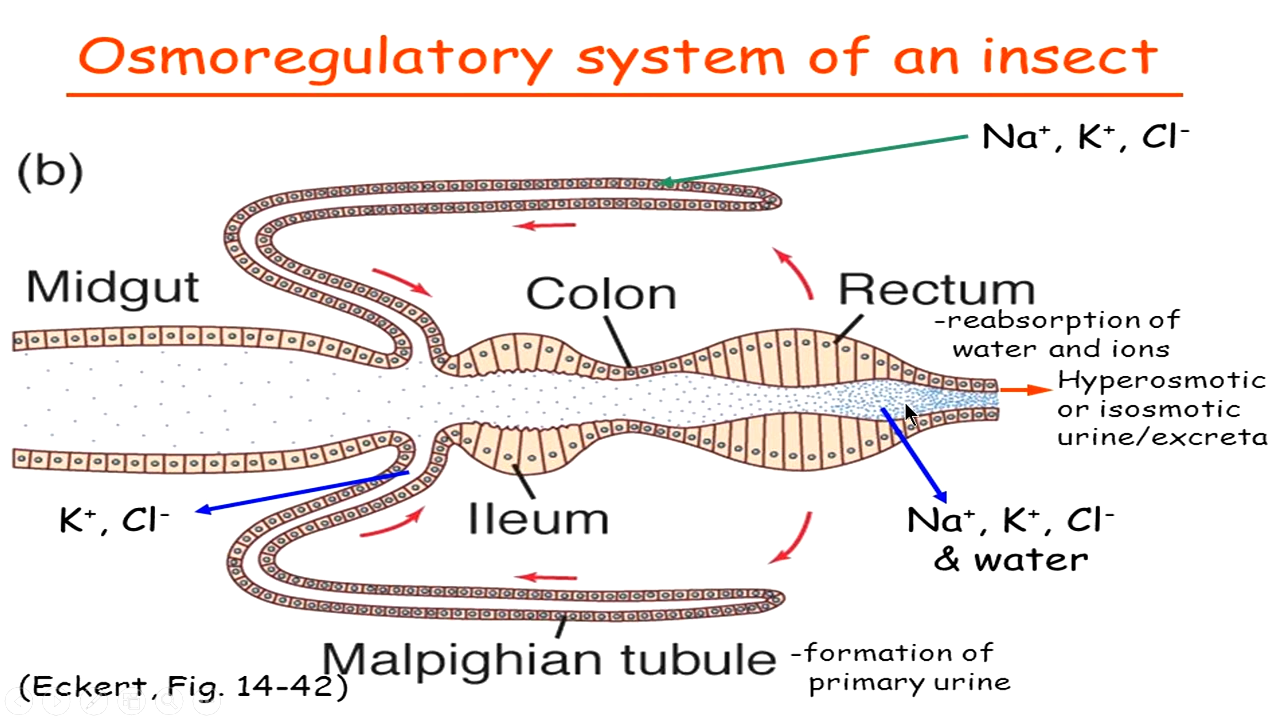 Osmoregulatory system of an insect
Na⁺, K⁺, Cl⁻
(b)
Midgut
Colon
Rectum
-reabsorption of
water and ions
Hyperosmotic
or isosmotic
urine/excreta
K⁺, Cl⁻
Ileum
Na⁺, K⁺, Cl⁻
& water
Malpighian tubule
-formation of
primary urine
(Eckert, Fig. 14-42)